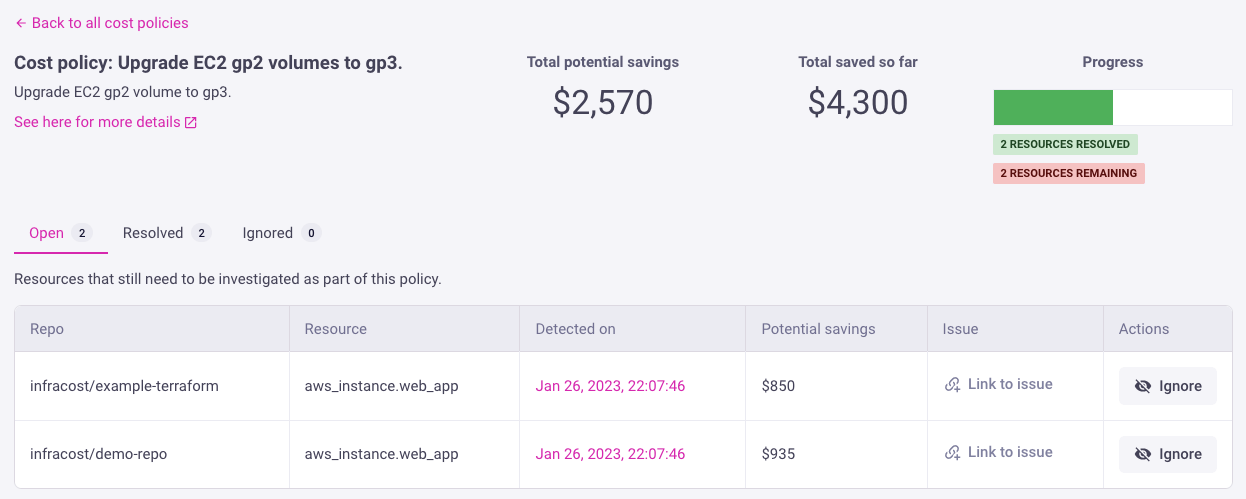 ← Back to all cost policies
Cost policy: Upgrade EC2 gp2 volumes to gp3.
Upgrade EC2 gp2 volume to gp3.
See here for more details
Total potential savings
$2,570
Total saved so far
$4,300
Progress
2 RESOURCES RESOLVED
2 RESOURCES REMAINING
Open 2 Resolved 2 Ignored 0
Resources that still need to be investigated as part of this policy.
Repo Resource Detected on Potential savings Issue Actions
infracost/example-terraform aws_instance.web_app Jan 26, 2023, 22:07:46 $850 Link to issue Ignore
infracost/demo-repo aws_instance.web_app Jan 26, 2023, 22:07:46 $935 Link to issue Ignore